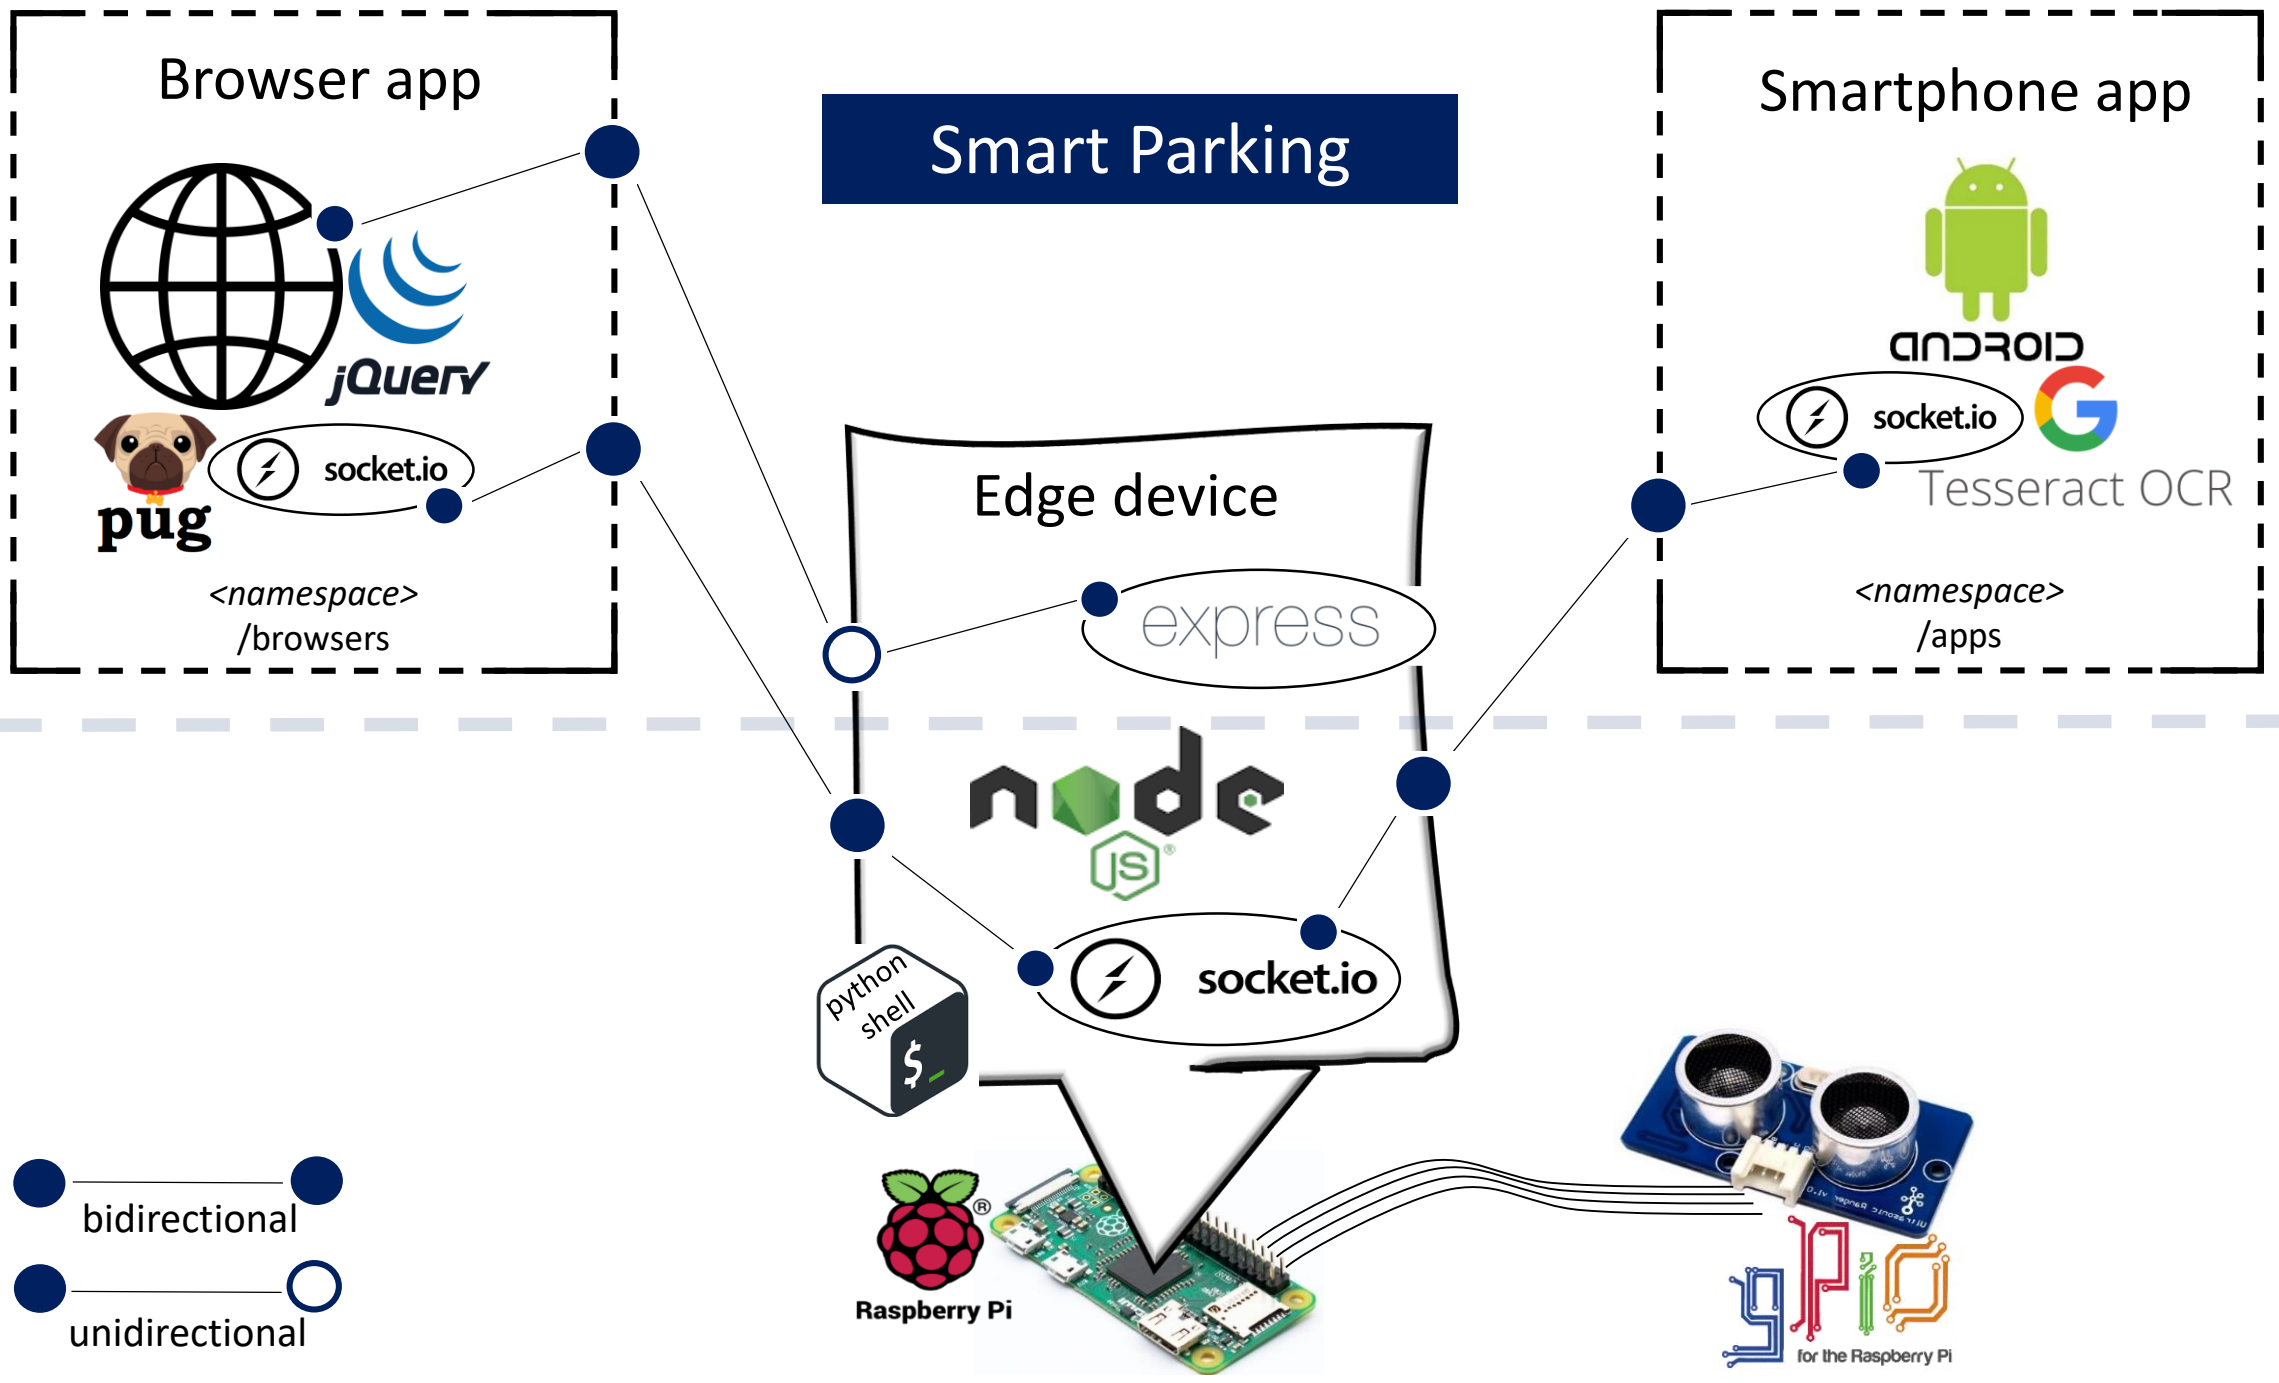 Browser app
jQuery
pug
socket.io
<namespace>
/browsers
Smart Parking
Smartphone app
ANDROID
socket.io
Tesseract OCR
<namespace>
/apps
Edge device
express
node
JS®
socket.io
python
shell
$_
Raspberry Pi
®
gPiO
for the Raspberry Pi
bidirectional
unidirectional